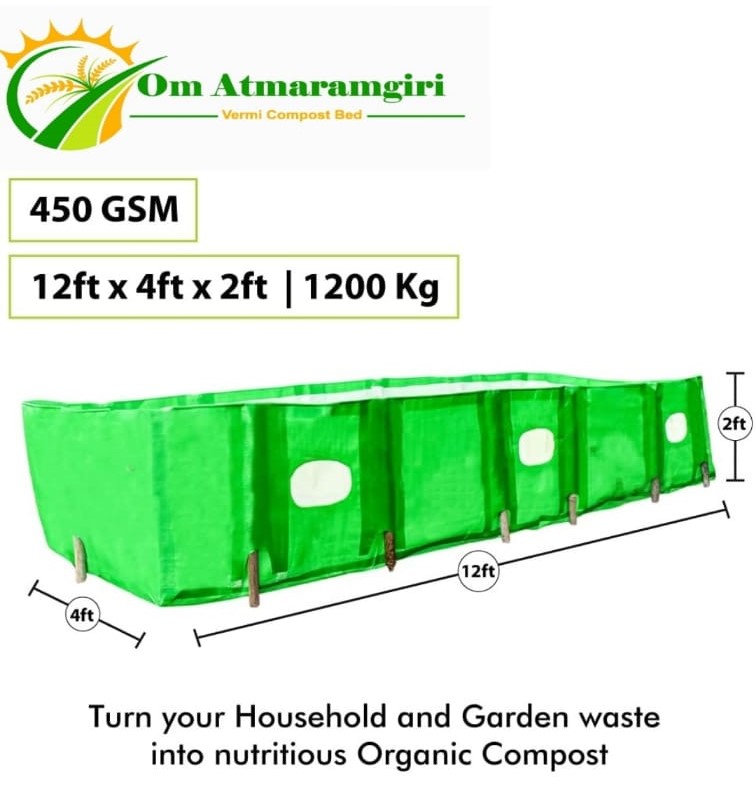 Om Atmaramgiri
Vermi Compost Bed
450 GSM
12ft x 4ft x 2ft | 1200 Kg
2ft
12ft
4ft
Turn your Household and Garden waste
into nutritious Organic Compost